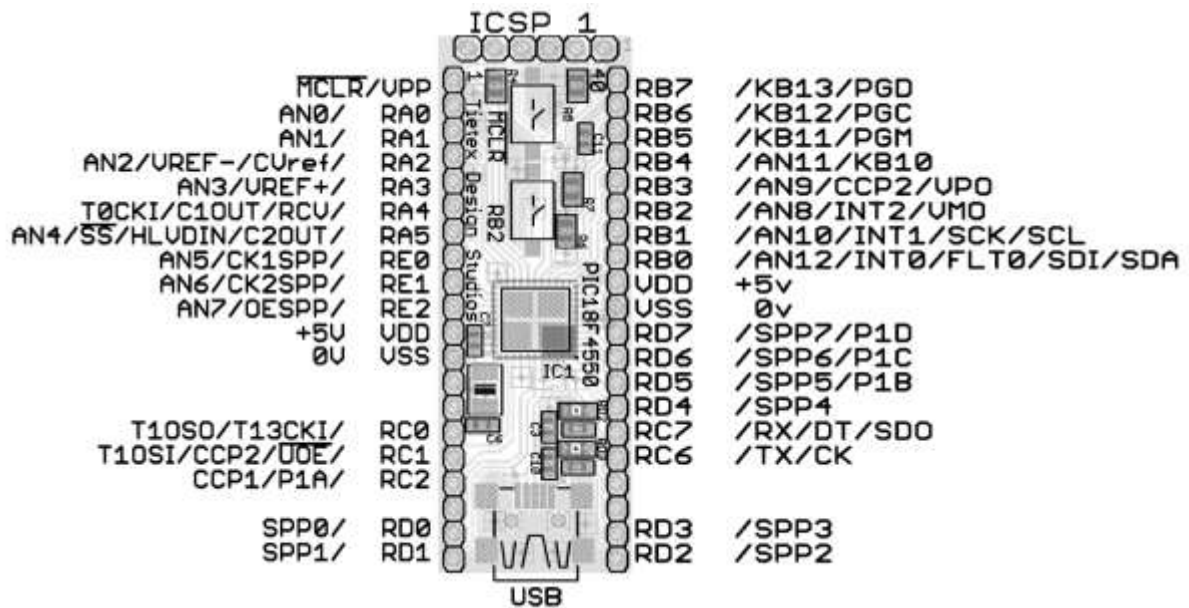 ICSP 1
MCLR/VPP
AN0/ RA0
AN1/ RA1
AN2/VREF-/CVref/ RA2
AN3/VREF+/ RA3
T0CKI/C1OUT/RCV/ RA4
AN4/SS/HLVDIN/C2OUT/ RA5
AN5/CK1SPP/ RE0
AN6/CK2SPP/ RE1
AN7/OESPP/ RE2
+5V VDD
0V VSS
T1OSO/T13CKI/ RC0
T1OSI/CCP2/UOE/ RC1
CCP1/P1A/ RC2
SPP0/ RD0
SPP1/ RD1
1 Tietex Design Studios
MCLR
RB2
40
R8
C11
R7
PIC18F4550
IC1
C3
C10
USB
RB7 /KB13/PGD
RB6 /KB12/PGC
RB5 /KB11/PGM
RB4 /AN11/KB10
RB3 /AN9/CCP2/VPO
RB2 /AN8/INT2/VMO
RB1 /AN10/INT1/SCK/SCL
RB0 /AN12/INT0/FLT0/SDI/SDA
VDD +5v
VSS 0v
RD7 /SPP7/P1D
RD6 /SPP6/P1C
RD5 /SPP5/P1B
RD4 /SPP4
RC7 /RX/DT/SDO
RC6 /TX/CK
RD3 /SPP3
RD2 /SPP2